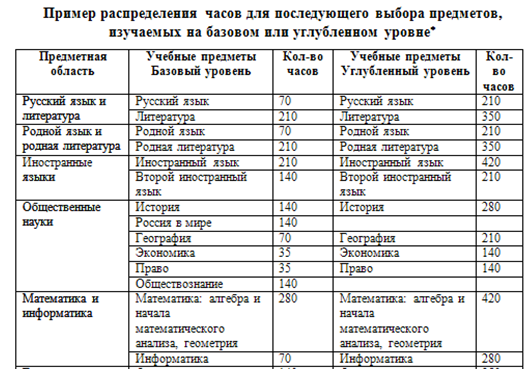 Пример распределения часов для последующего выбора предметов,
изучаемых на базовом или углубленном уровне*
Предметная область | Учебные предметы Базовый уровень | Кол-во часов | Учебные предметы Углубленный уровень | Кол-во часов
Русский язык и литература | Русский язык | 70 | Русский язык | 210
Литература | 210 | Литература | 350
Родной язык и родная литература | Родной язык | 70 | Родной язык | 210
Родная литература | 210 | Родная литература | 350
Иностранные языки | Иностранный язык | 210 | Иностранный язык | 420
Второй иностранный язык | 140 | Второй иностранный язык | 210
Общественные науки | История | 140 | История | 280
Россия в мире | 140
География | 70 | География | 210
Экономика | 35 | Экономика | 140
Право | 35 | Право | 140
Обществознание | 140
Математика и информатика | Математика: алгебра и начала математического анализа, геометрия | 280 | Математика: алгебра и начала математического анализа, геометрия | 420
Информатика | 70 | Информатика | 280